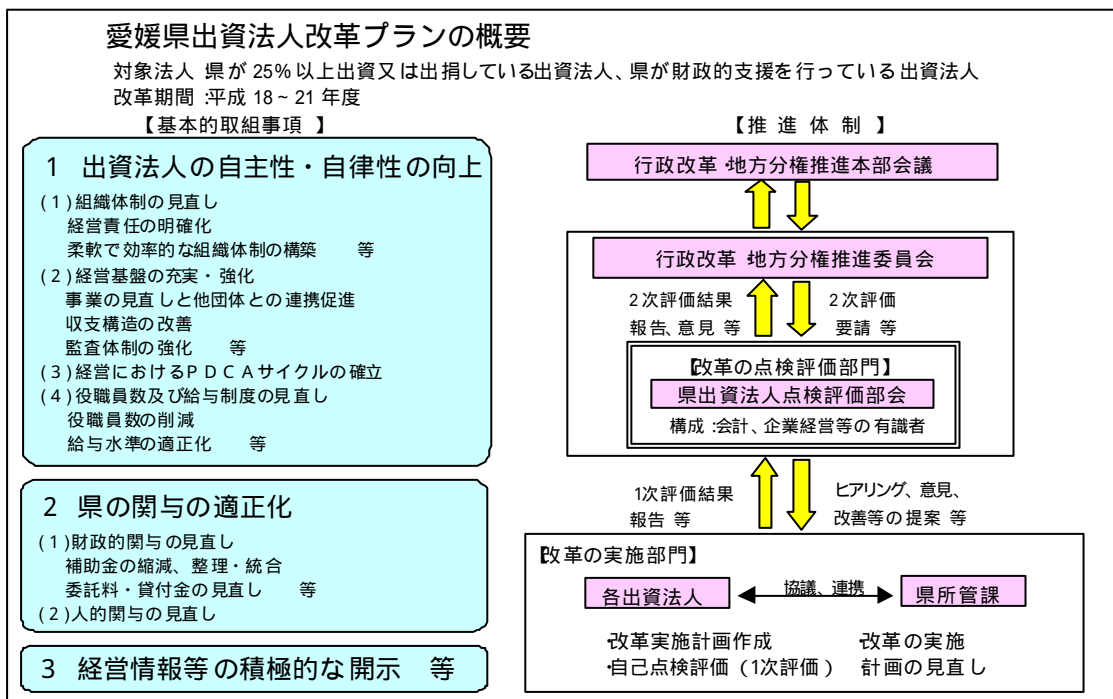 愛媛県出資法人改革プランの概要
対象法人:県が25%以上出資又は出捐している出資法人、県が財政的支援を行っている出資法人
改革期間:平成18~21年度
【基本的取組事項】
1 出資法人の自主性・自律性の向上
(1)組織体制の見直し
経営責任の明確化
柔軟で効率的な組織体制の構築 等
(2)経営基盤の充実・強化
事業の見直しと他団体との連携促進
収支構造の改善
監査体制の強化 等
(3)経営におけるPDCAサイクルの確立
(4)役職員数及び給与制度の見直し
役職員数の削減
給与水準の適正化 等
2 県の関与の適正化
(1)財政的関与の見直し
補助金の縮減、整理・統合
委託料・貸付金の見直し 等
(2)人的関与の見直し
3 経営情報等の積極的な開示 等
【推進体制】
行政改革・地方分権推進本部会議
行政改革・地方分権推進委員会
2次評価結果
報告、意見 等
2次評価
要請 等
【改革の点検評価部門】
県出資法人点検評価部会
構成:会計、企業経営等の有識者
1次評価結果
報告 等
ヒアリング、意見、
改善等の提案 等
【改革の実施部門】
各出資法人
協議、連携
県所管課
・改革実施計画作成 ・改革の実施
・自己点検評価(1次評価) ・計画の見直し